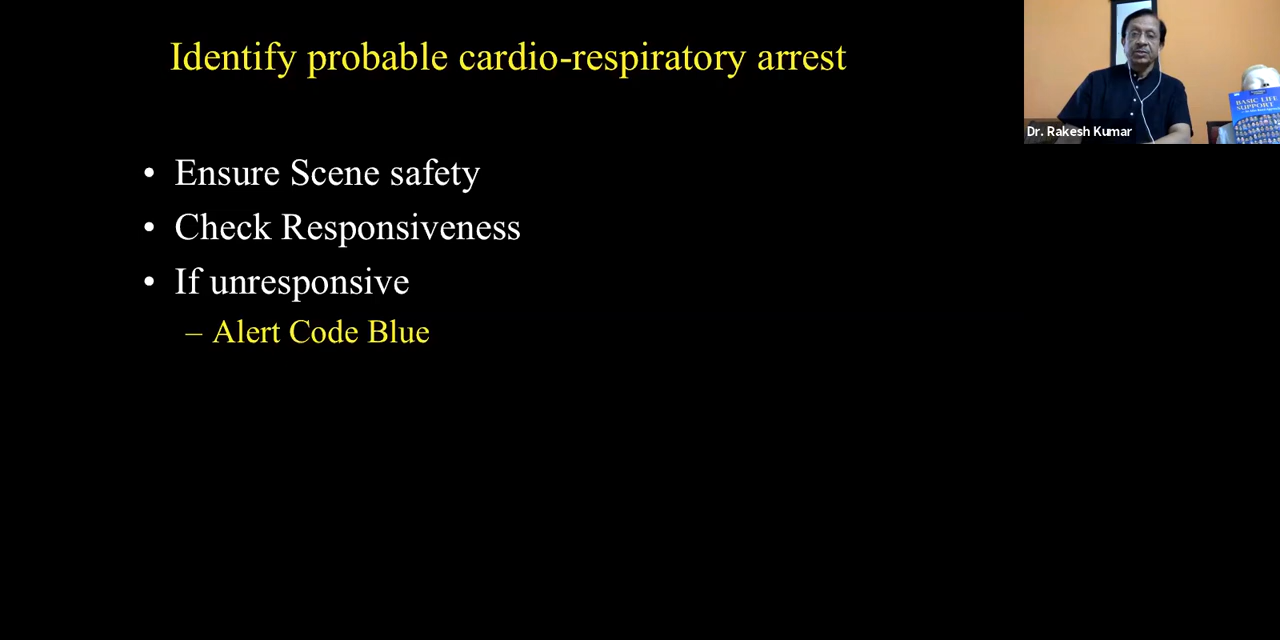 Identify probable cardio-respiratory arrest
• Ensure Scene safety
• Check Responsiveness
• If unresponsive
– Alert Code Blue
Dr. Rakesh Kumar
BASIC LIFE
SUPPORT